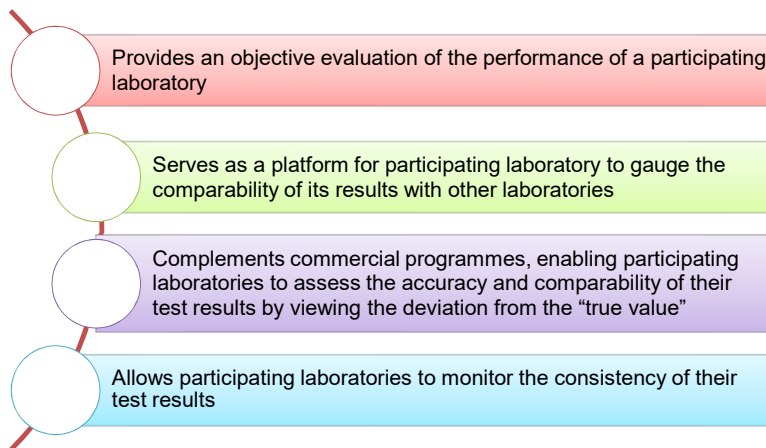 Provides an objective evaluation of the performance of a participating
laboratory
Serves as a platform for participating laboratory to gauge the
comparability of its results with other laboratories
Complements commercial programmes, enabling participating
laboratories to assess the accuracy and comparability of their
test results by viewing the deviation from the “true value”
Allows participating laboratories to monitor the consistency of their
test results